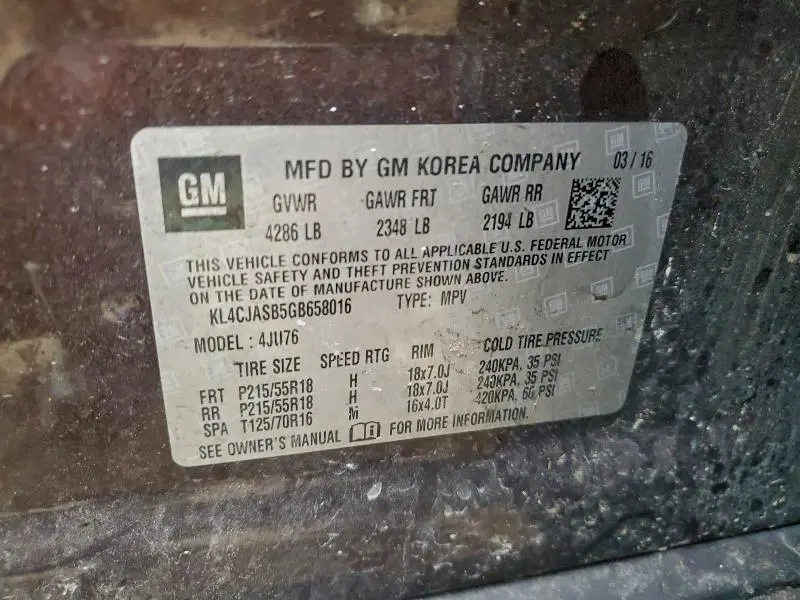 GM
MFD BY GM KOREA COMPANY 03/16
GVWR GAWR FRT GAWR RR
4286 LB 2348 LB 2194 LB
THIS VEHICLE CONFORMS TO ALL APPLICABLE U.S. FEDERAL MOTOR
VEHICLE SAFETY AND THEFT PREVENTION STANDARDS IN EFFECT
ON THE DATE OF MANUFACTURE SHOWN ABOVE.
KL4CJASB5GB658016 TYPE: MPV
MODEL : 4JU76
TIRE SIZE SPEED RTG RIM COLD TIRE PRESSURE
FRT P215/55R18 H 18x7.0J 240KPA, 35 PSI
RR P215/55R18 H 18x7.0J 240KPA, 35 PSI
SPA T125/70R16 M 16x4.0T 420KPA, 60 PSI
SEE OWNER'S MANUAL FOR MORE INFORMATION.